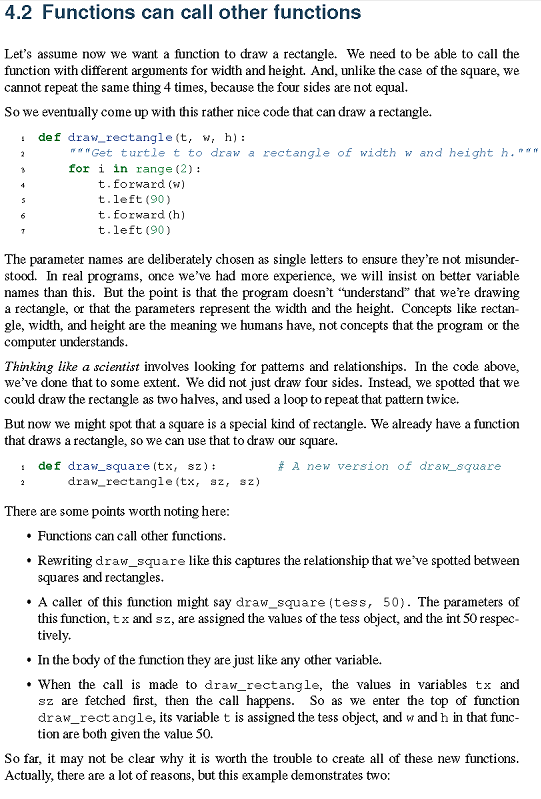 4.2 Functions can call other functions
Let's assume now we want a function to draw a rectangle. We need to be able to call the
function with different arguments for width and height. And, unlike the case of the square, we
cannot repeat the same thing 4 times, because the four sides are not equal.
So we eventually come up with this rather nice code that can draw a rectangle.
1 def draw_rectangle(t, w, h):
2 """Get turtle t to draw a rectangle of width w and height h."""
3 for i in range(2):
4 t.forward(w)
5 t.left(90)
6 t.forward(h)
7 t.left(90)
The parameter names are deliberately chosen as single letters to ensure they're not misunder-
stood. In real programs, once we've had more experience, we will insist on better variable
names than this. But the point is that the program doesn't “understand” that we're drawing
a rectangle, or that the parameters represent the width and the height. Concepts like rectan-
gle, width, and height are the meaning we humans have, not concepts that the program or the
computer understands.
Thinking like a scientist involves looking for patterns and relationships. In the code above,
we've done that to some extent. We did not just draw four sides. Instead, we spotted that we
could draw the rectangle as two halves, and used a loop to repeat that pattern twice.
But now we might spot that a square is a special kind of rectangle. We already have a function
that draws a rectangle, so we can use that to draw our square.
1 def draw_square(tx, sz): # A new version of draw_square
2 draw_rectangle(tx, sz, sz)
There are some points worth noting here:
• Functions can call other functions.
• Rewriting draw_square like this captures the relationship that we've spotted between
squares and rectangles.
• A caller of this function might say draw_square(tess, 50). The parameters of
this function, tx and sz, are assigned the values of the tess object, and the int 50 respec-
tively.
• In the body of the function they are just like any other variable.
• When the call is made to draw_rectangle, the values in variables tx and
sz are fetched first, then the call happens. So as we enter the top of function
draw_rectangle, its variable t is assigned the tess object, and w and h in that func-
tion are both given the value 50.
So far, it may not be clear why it is worth the trouble to create all of these new functions.
Actually, there are a lot of reasons, but this example demonstrates two: